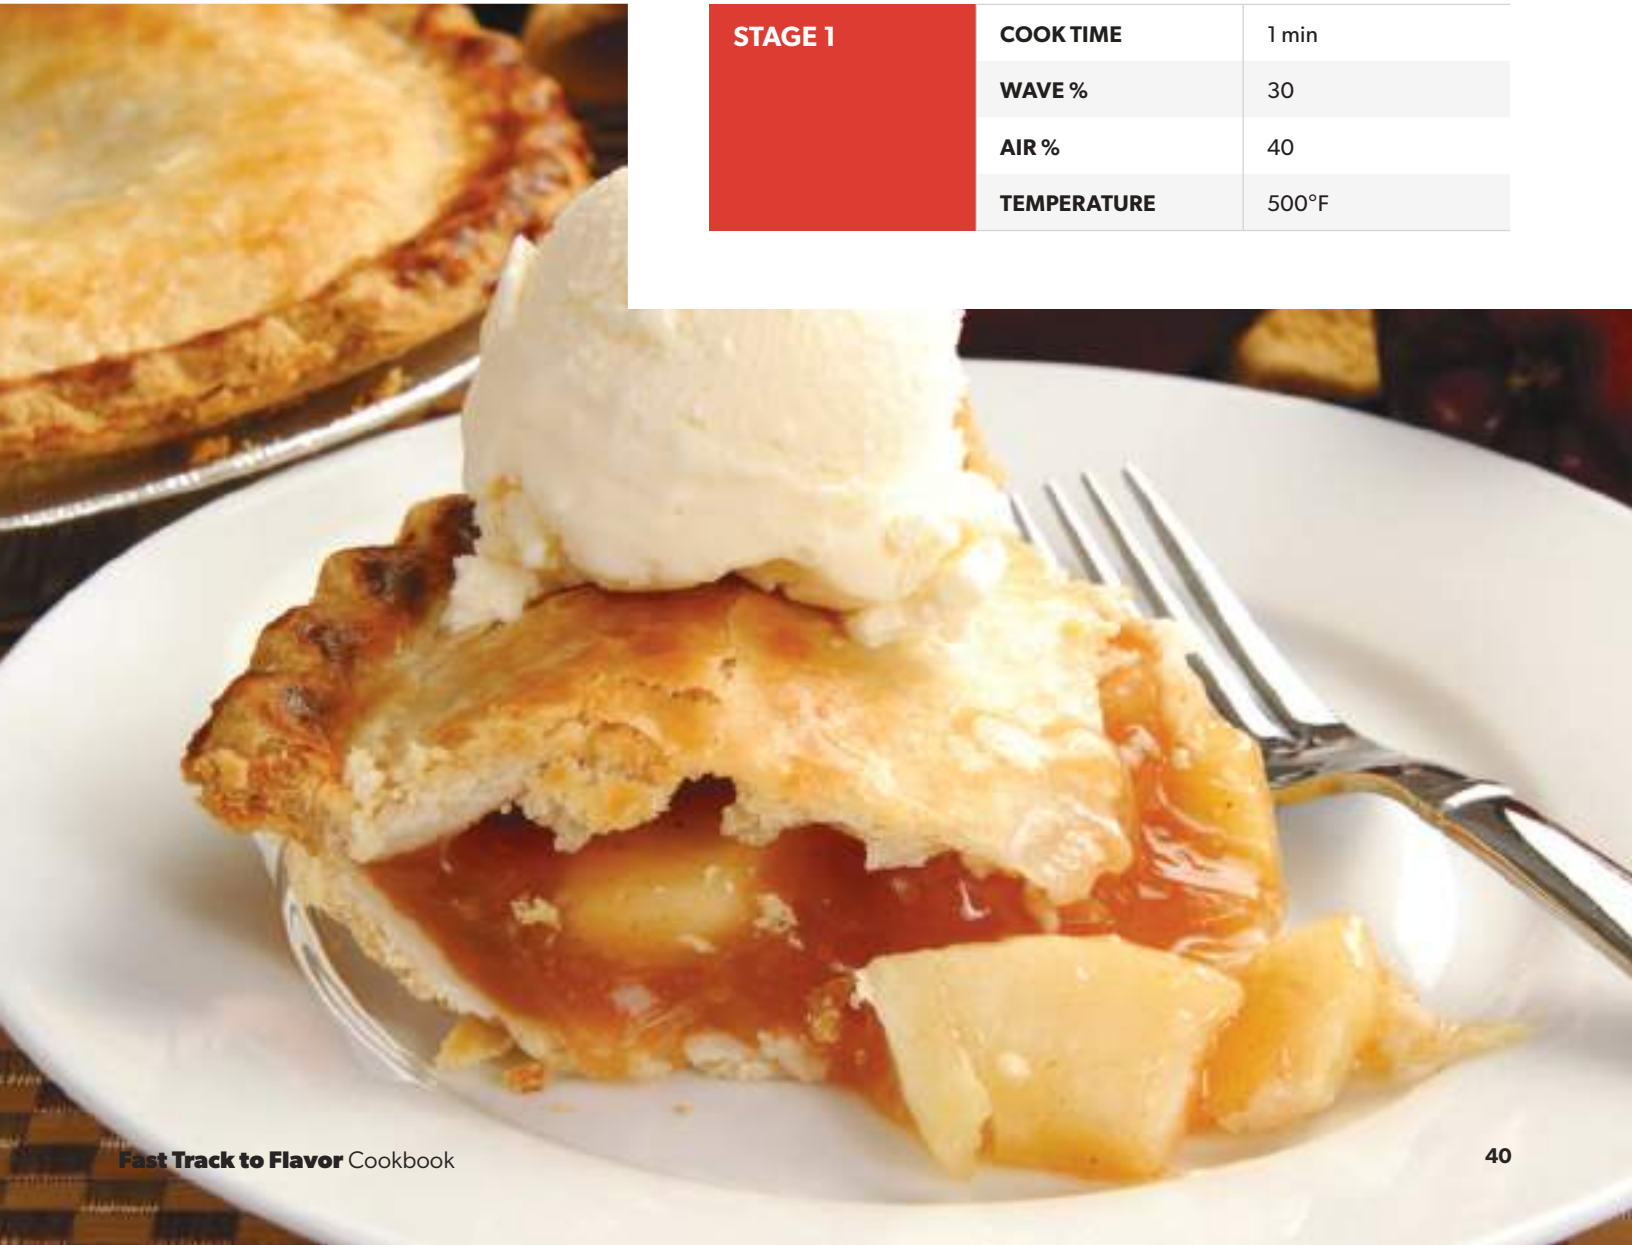 STAGE 1
COOK TIME 1 min
WAVE % 30
AIR % 40
TEMPERATURE 500°F
Fast Track to Flavor Cookbook
40